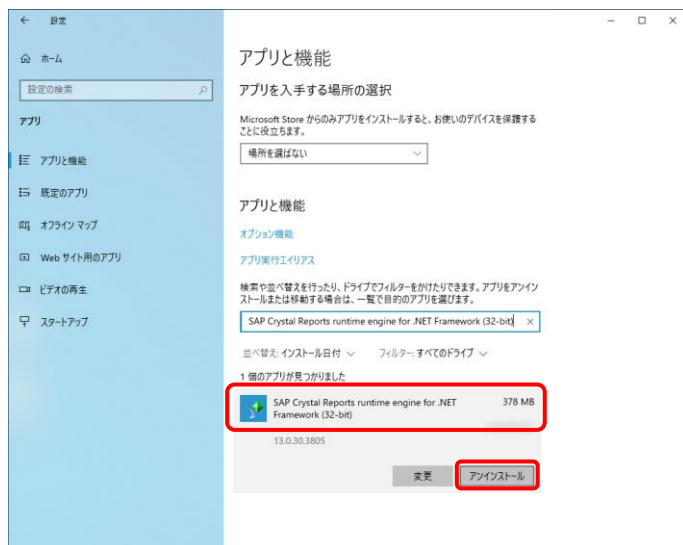 設定
ホーム
設定の検索
アプリ
アプリと機能
既定のアプリ
オフライン マップ
Web サイト用のアプリ
ビデオの再生
スタートアップ
アプリと機能
アプリを入手する場所の選択
Microsoft Store からのみアプリをインストールすると、お使いのデバイスを保護する
ことに役立ちます。
場所を選ばない
アプリと機能
オプション機能
アプリ実行エイリアス
検索や並べ替えを行ったり、ドライブでフィルターをかけたりできます。アプリをアンイン
ストールまたは移動する場合は、一覧で目的のアプリを選びます。
SAP Crystal Reports runtime engine for .NET Framework (32-bit)
並べ替え: インストール日付 フィルター: すべてのドライブ
1 個のアプリが見つかりました
SAP Crystal Reports runtime engine for .NET 378 MB
Framework (32-bit)
13.0.30.3805
変更 アンインストール